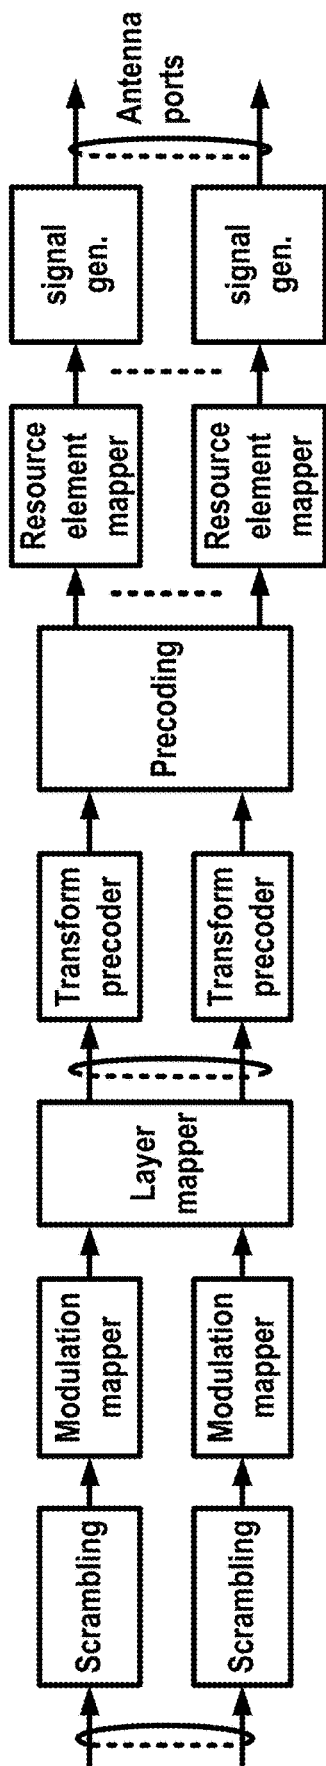 Scrambling
Scrambling
Modulation
mapper
Modulation
mapper
Layer
mapper
Transform
precoder
Transform
precoder
Precoding
Resource
element
mapper
Resource
element
mapper
signal
gen.
signal
gen.
Antenna
ports